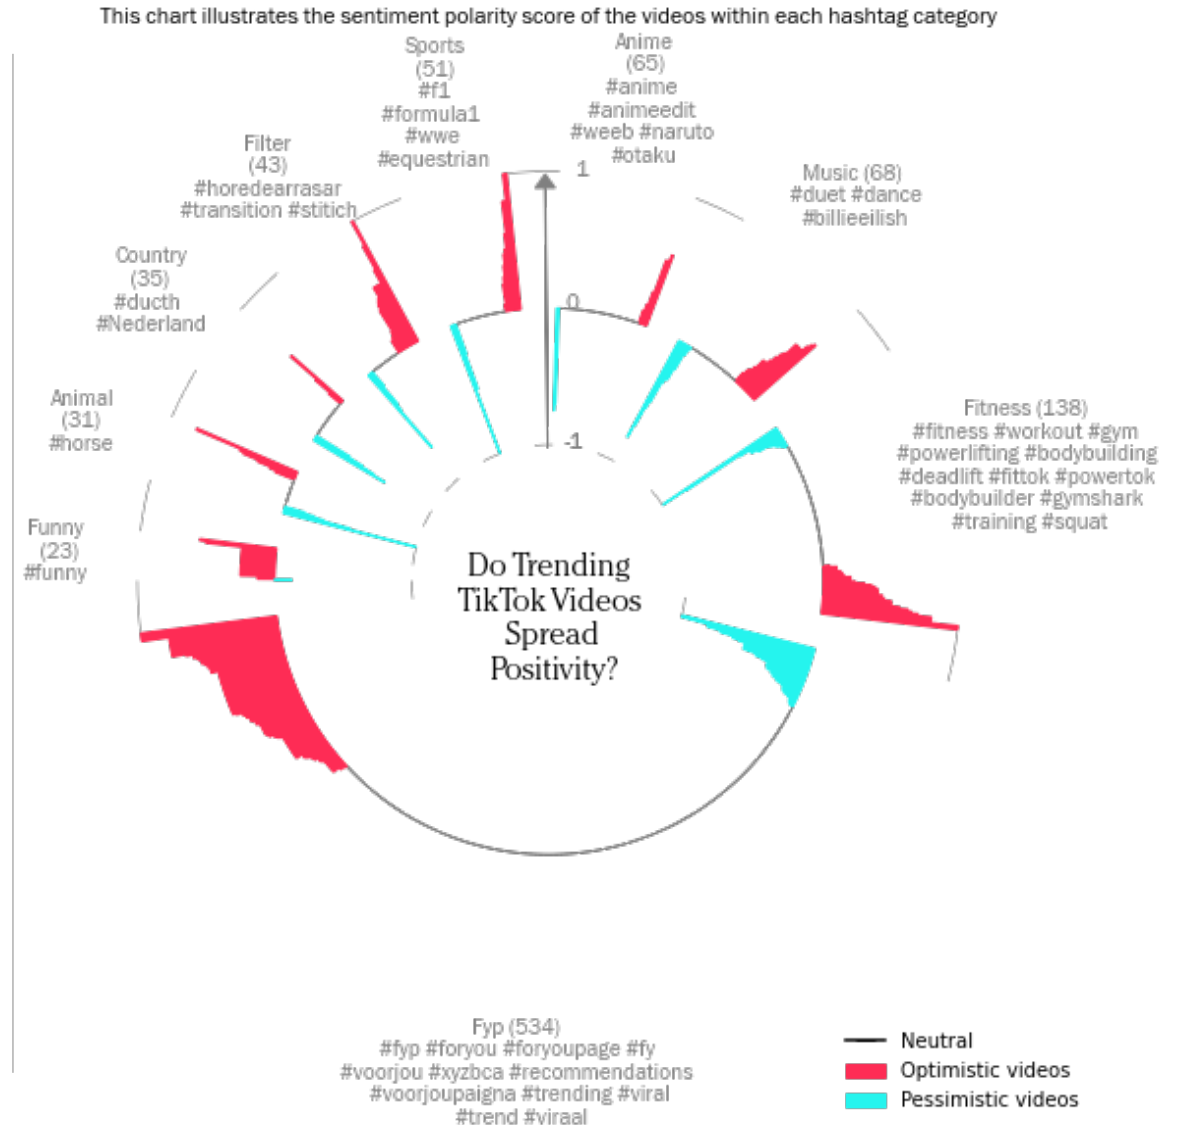 This chart illustrates the sentiment polarity score of the videos within each hashtag category
Sports
(51)
#f1
#formula1
#wwe
#equestrian
Anime
(65)
#anime
#animeedit
#weeb #naruto
#otaku
Filter
(43)
#horedearrasar
#transition #stitich
Music (68)
#duet #dance
#billieeilish
Country
(35)
#ducth
#Nederland
Animal
(31)
#horse
Funny
(23)
#funny
Fitness (138)
#fitness #workout #gym
#powerlifting #bodybuilding
#deadlift #fittok #powertok
#bodybuilder #gymshark
#training #squat
1
0
-1
Do Trending
TikTok Videos
Spread
Positivity?
Fyp (534)
#fyp #foryou #foryoupage #fy
#voorjou #xyzbca #recommendations
#voorjoupaigna #trending #viral
#trend #viraal
Neutral
Optimistic videos
Pessimistic videos